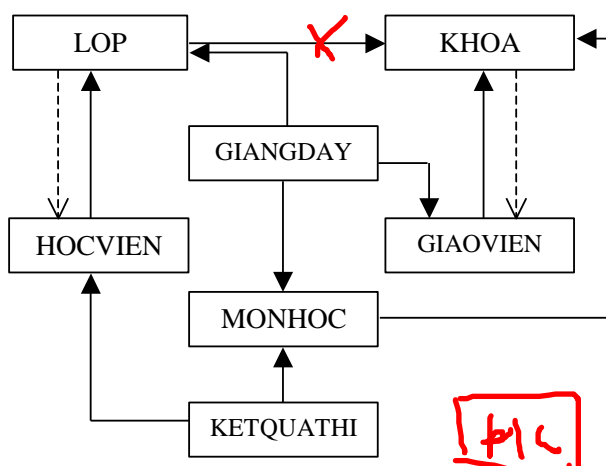 LOP
KHOA
GIANGDAY
HOCVIEN
GIAOVIEN
MONHOC
KETQUATHI